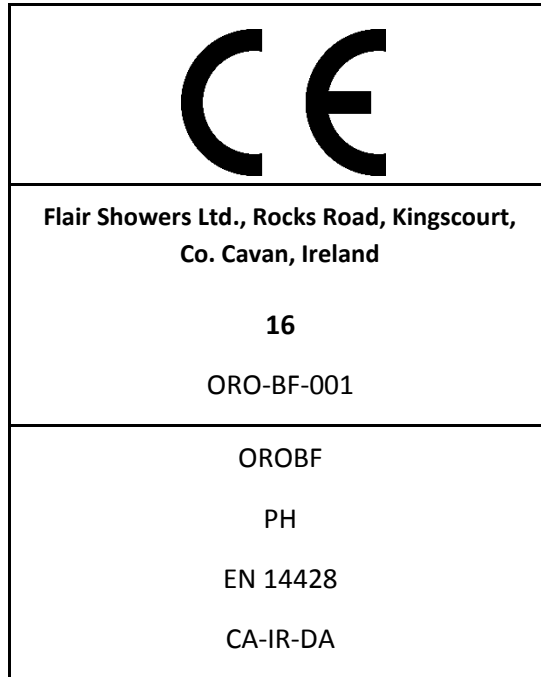 CE
Flair Showers Ltd., Rocks Road, Kingscourt,
Co. Cavan, Ireland
16
ORO-BF-001
OROBF
PH
EN 14428
CA-IR-DA